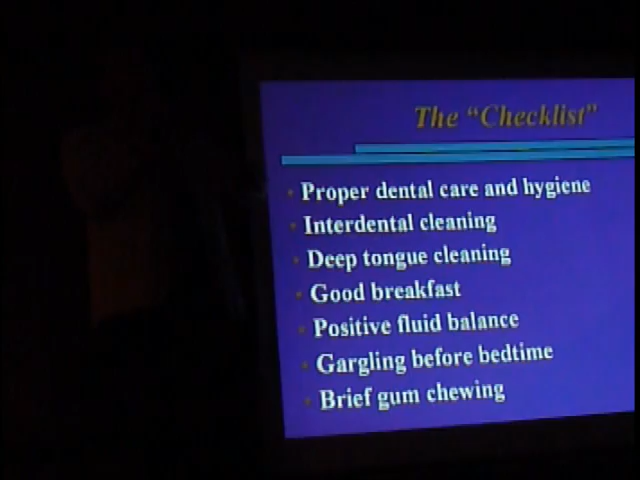 The "Checklist"
Proper dental care and hygiene
Interdental cleaning
Deep tongue cleaning
Good breakfast
Positive fluid balance
Gargling before bedtime
Brief gum chewing